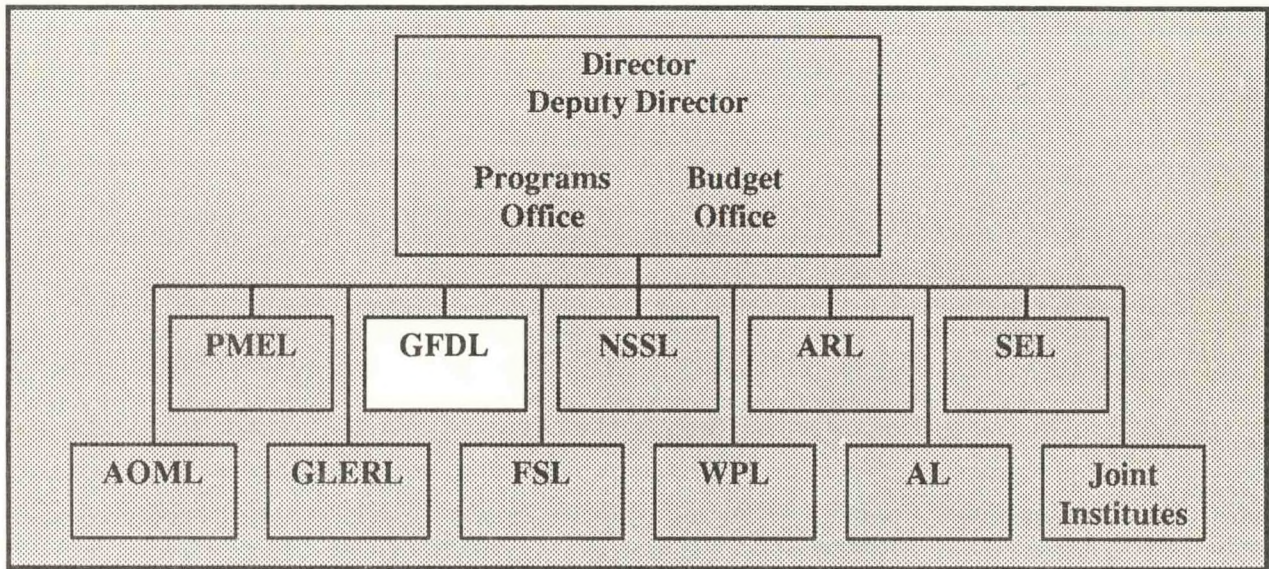 Director
Deputy Director
Programs Office
Budget Office
PMEL
GFDL
NSSL
ARL
SEL
AOML
GLERL
FSL
WPL
AL
Joint
Institutes